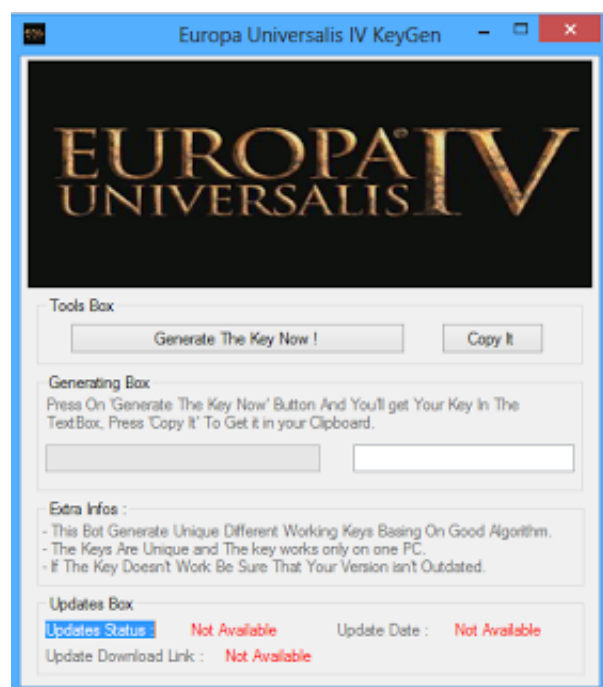 Europa Universalis IV KeyGen
EUROPA IV
UNIVERSALIS
Tools Box
Generate The Key Now !
Copy It
Generating Box
Press On 'Generate The Key Now' Button And You'll get Your Key In The
TextBox, Press 'Copy It' To Get it in your Clipboard.
Extra Infos :
- This Bot Generate Unique Different Working Keys Basing On Good Algorithm.
- The Keys Are Unique and The key works only on one PC.
- If The Key Doesn't Work Be Sure That Your Version isn't Outdated.
Updates Box
Updates Status : Not Available Update Date : Not Available
Update Download Link : Not Available